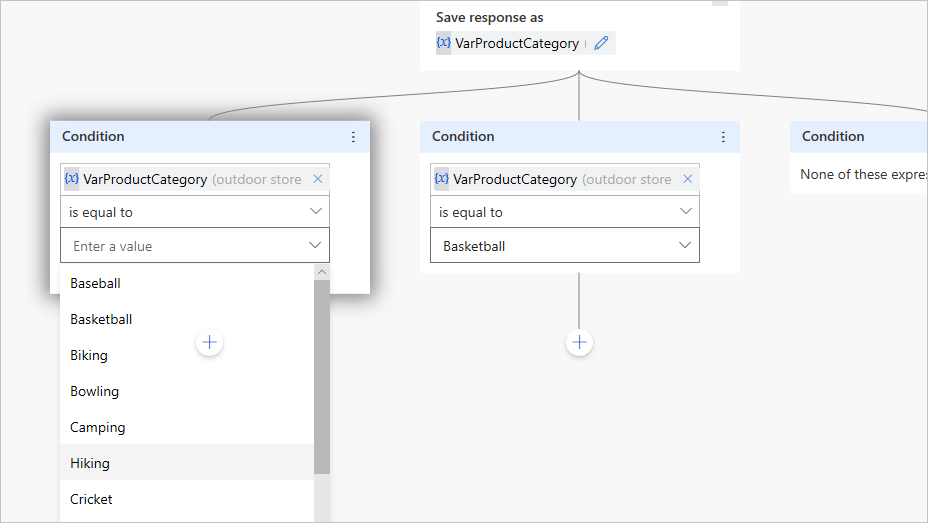 Save response as
{x} VarProductCategory
Condition
{x} VarProductCategory (outdoor store
is equal to
Enter a value
Baseball
Basketball
Biking
Bowling
Camping
Hiking
Cricket
Condition
{x} VarProductCategory (outdoor store
is equal to
Basketball
Condition
None of these